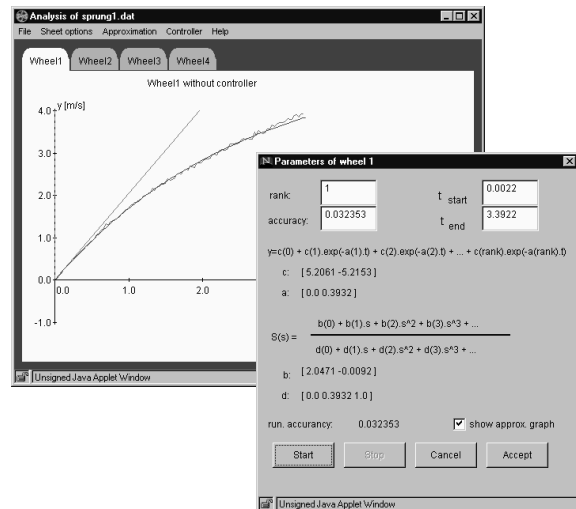 Analysis of sprung1.dat
File Sheet options Approximation Controller Help
Wheel1 Wheel2 Wheel3 Wheel4
Wheel1 without controller
y [m/s]
4.0
3.0
2.0
1.0
0.0
-1.0
0.0 1.0 2.0
Unsigned Java Applet Window
Parameters of wheel 1
rank: 1 t start 0.0022
accuracy: 0.032353 t end 3.3922
y=c(0) + c(1).exp(-a(1).t) + c(2).exp(-a(2).t) + ... + c(rank).exp(-a(rank).t)
c: [ 5.2061 -5.2153 ]
a: [ 0.0 0.3932 ]
b(0) + b(1).s + b(2).s^2 + b(3).s^3 + ...
S(s) =
d(0) + d(1).s + d(2).s^2 + d(3).s^3 + ...
b: [ 2.0471 -0.0092 ]
d: [ 0.0 0.3932 1.0 ]
run. accurancy: 0.032353 show approx. graph
Start Stop Cancel Accept
Unsigned Java Applet Window